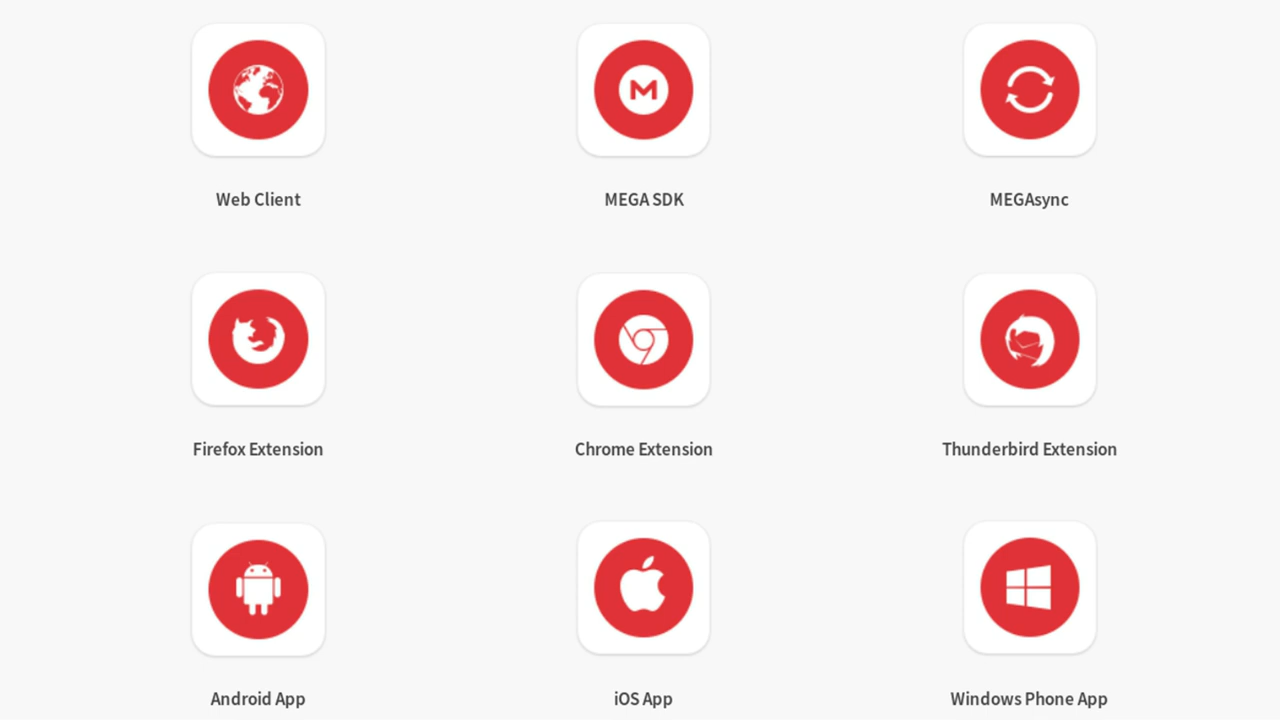 M
Web Client
MEGA SDK
MEGAsync
Firefox Extension
Chrome Extension
Thunderbird Extension
Android App
iOS App
Windows Phone App